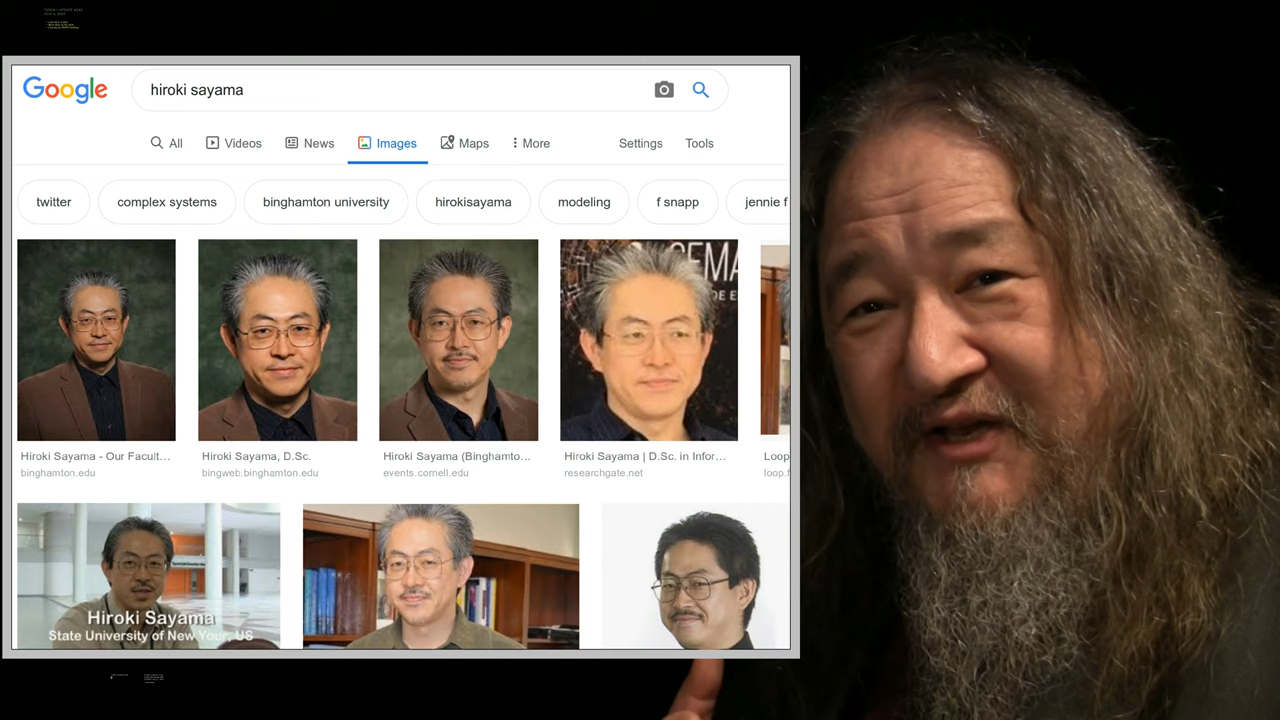 Google
hiroki sayama
All Videos News Images Maps More Settings Tools
twitter complex systems binghamton university hirokisayama modeling f snapp jennie f
Hiroki Sayama - Our Facult… Hiroki Sayama, D.Sc. Hiroki Sayama (Binghamto… Hiroki Sayama | D.Sc. in Infor… Loop
binghamton.edu bingweb.binghamton.edu events.cornell.edu researchgate.net loop.f
Hiroki Sayama
State University of New Your, US